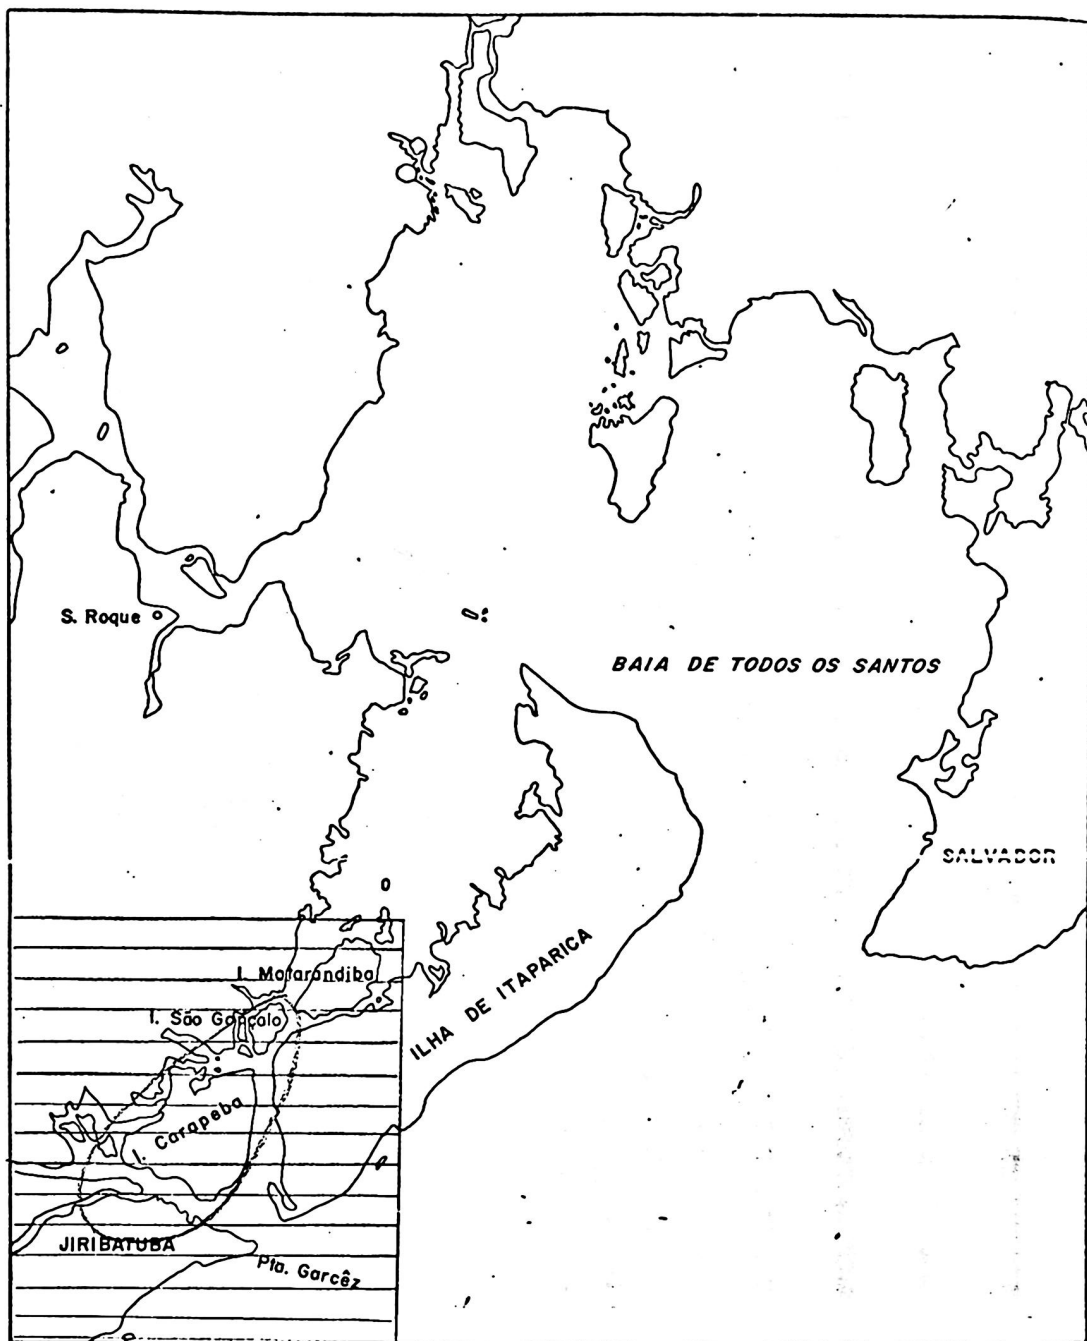 S. Roque
BAIA DE TODOS OS SANTOS
SALVADOR
ILHA DE ITAPARICA
I. Matarandiba
I. São Gonçalo
I. Carapeba
JIRIBATUBA
Pta. Garcêz